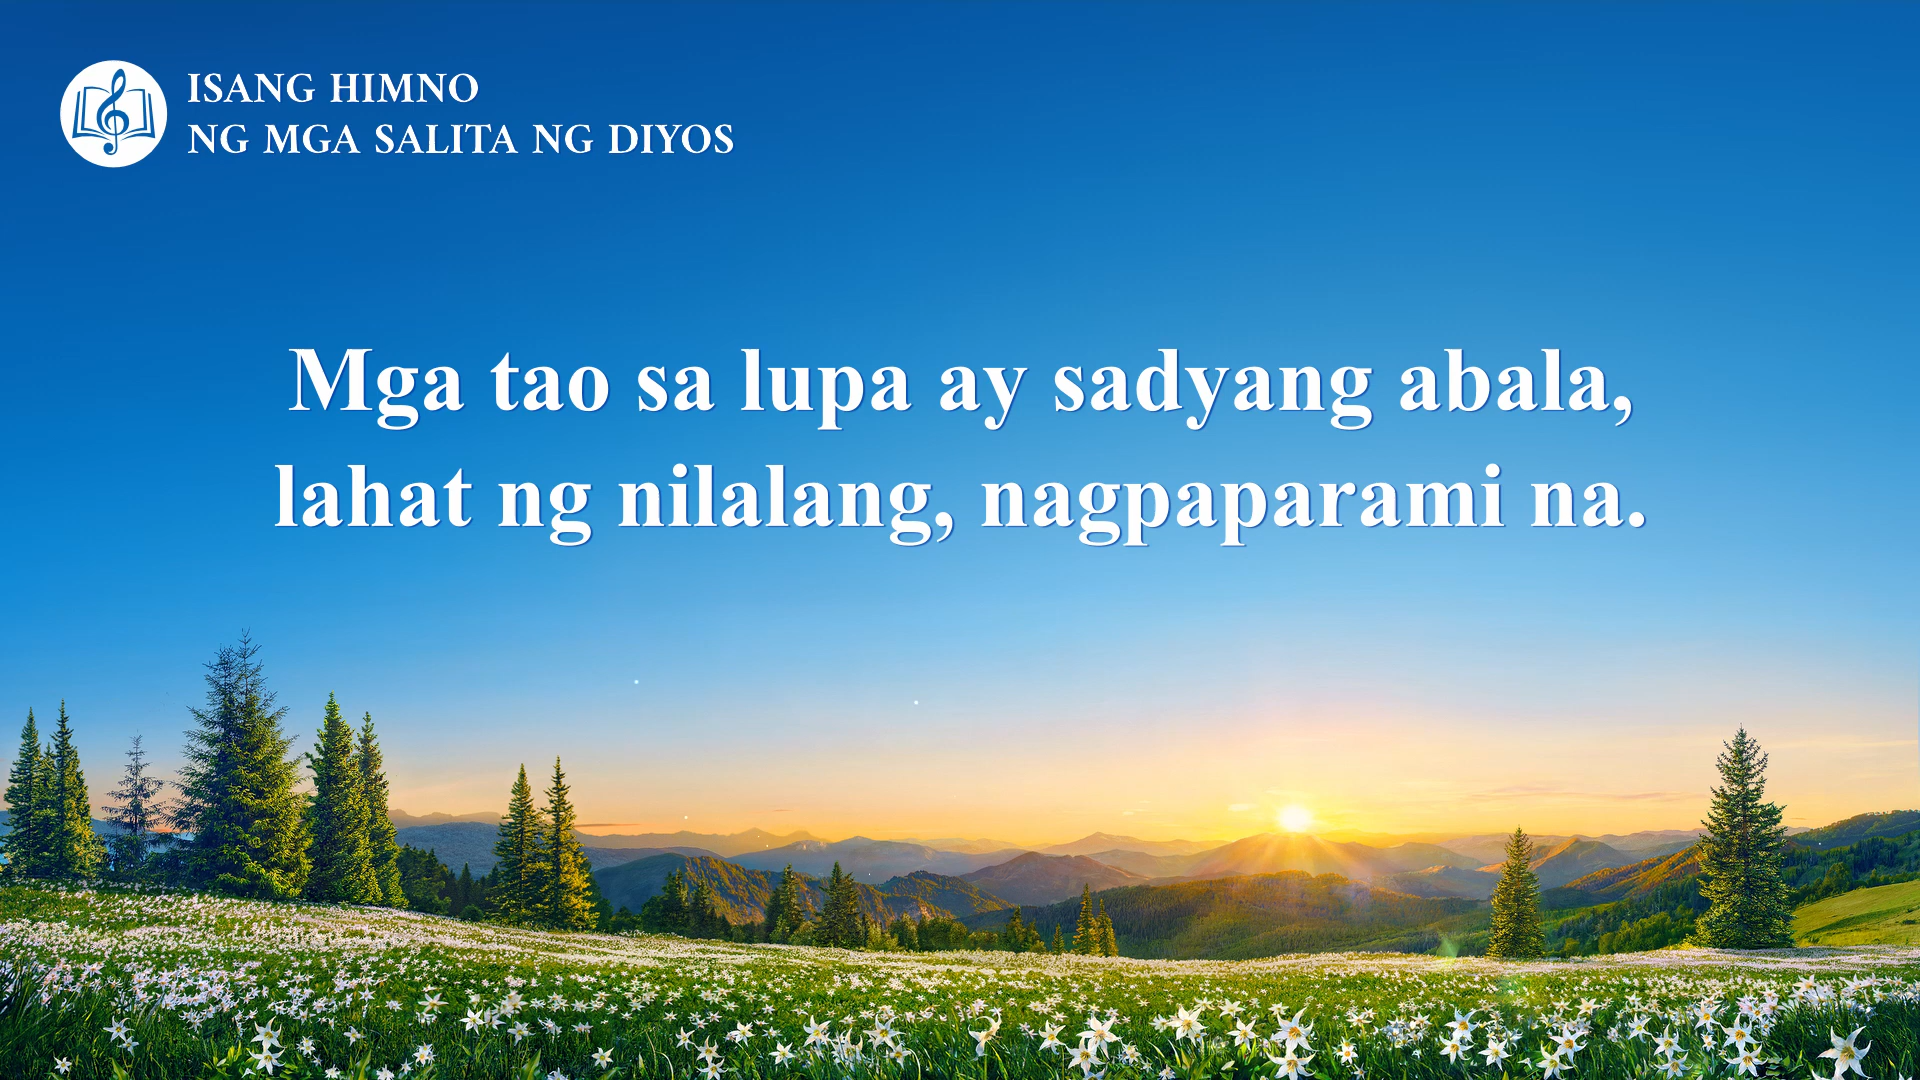 ISANG HIMNO
NG MGA SALITA NG DIYOS
Mga tao sa lupa ay sadyang abala,
lahat ng nilalang, nagpaparami na.